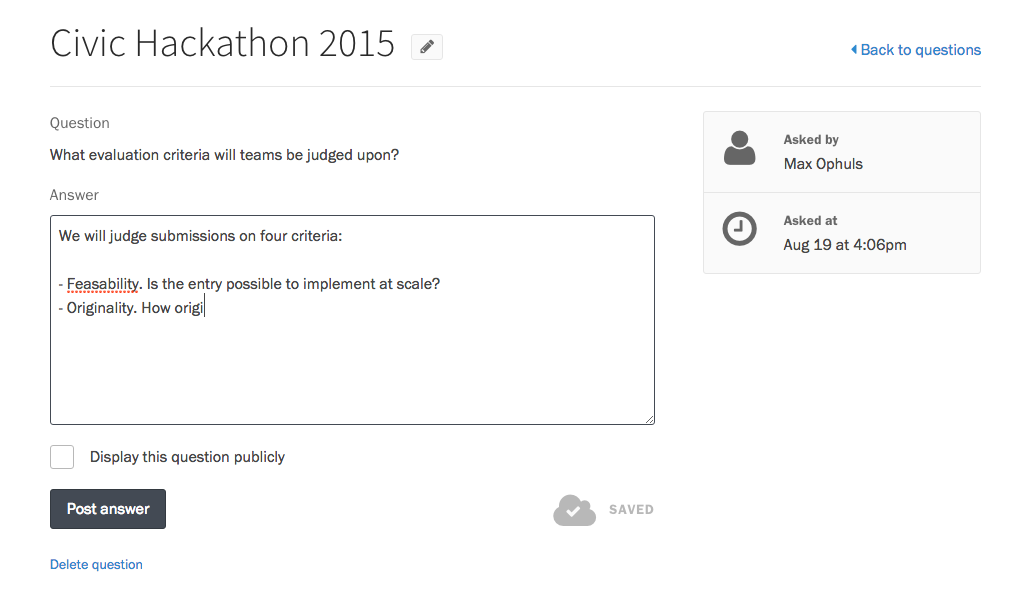 Civic Hackathon 2015
Back to questions
Question
What evaluation criteria will teams be judged upon?
Answer
We will judge submissions on four criteria:
- Feasability. Is the entry possible to implement at scale?
- Originality. How origi
Display this question publicly
Post answer
SAVED
Delete question
Asked by
Max Ophuls
Asked at
Aug 19 at 4:06pm